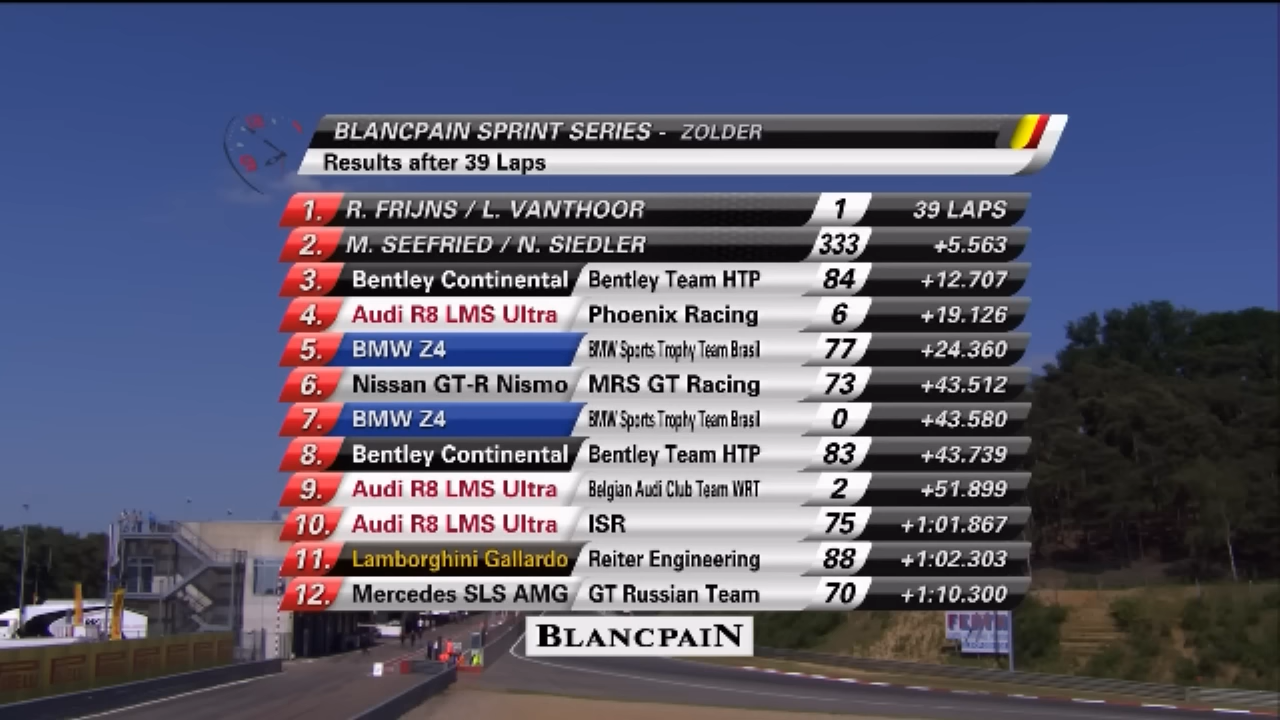 BLANCPAIN SPRINT SERIES - ZOLDER
Results after 39 Laps
1. R. FRIJNS / L. VANTHOOR 1 39 LAPS
2. M. SEEFRIED / N. SIEDLER 333 +5.563
3. Bentley Continental Bentley Team HTP 84 +12.707
4. Audi R8 LMS Ultra Phoenix Racing 6 +19.126
5. BMW Z4 BMW Sports Trophy Team Brasil 77 +24.360
6. Nissan GT-R Nismo MRS GT Racing 73 +43.512
7. BMW Z4 BMW Sports Trophy Team Brasil 0 +43.580
8. Bentley Continental Bentley Team HTP 83 +43.739
9. Audi R8 LMS Ultra Belgian Audi Club Team WRT 2 +51.899
10. Audi R8 LMS Ultra ISR 75 +1:01.867
11. Lamborghini Gallardo Reiter Engineering 88 +1:02.303
12. Mercedes SLS AMG GT Russian Team 70 +1:10.300
BLANCPAIN